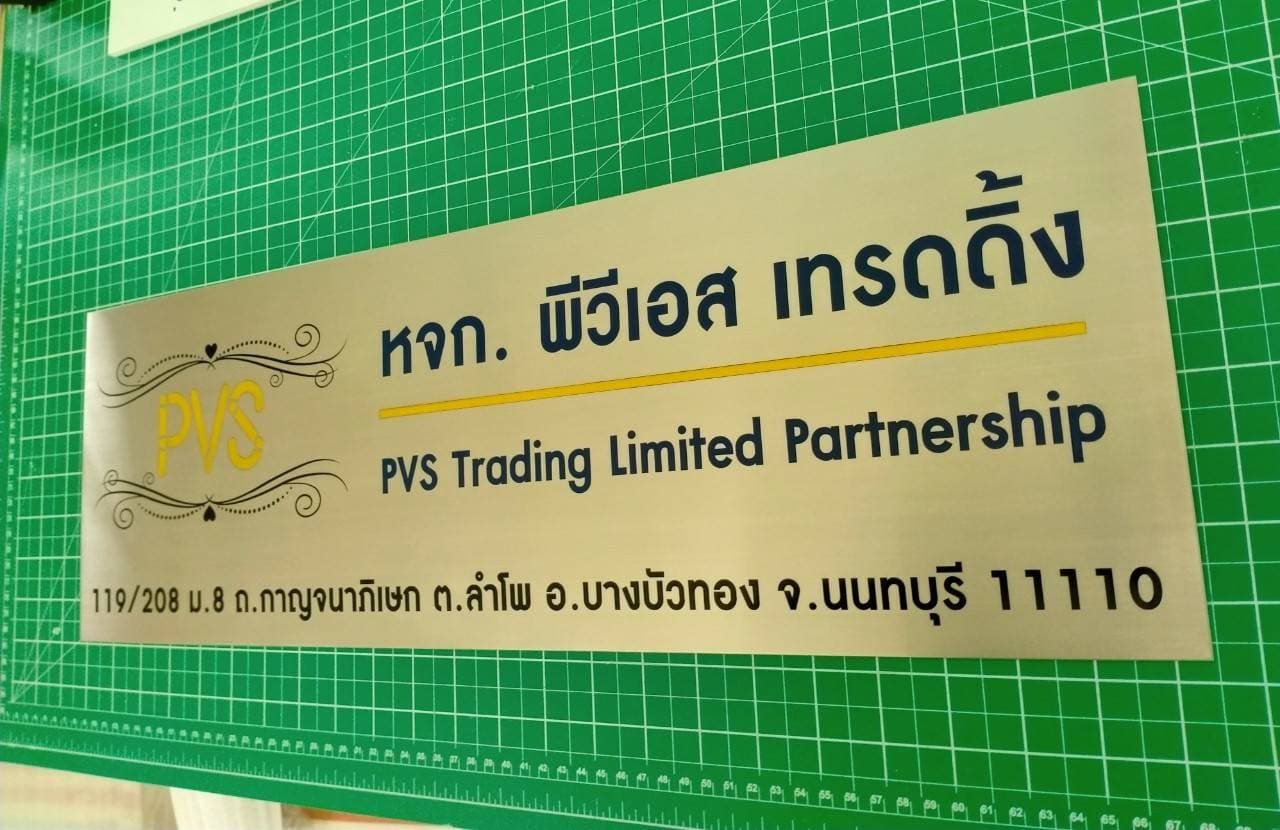 หจก. พีวีเอส เทรดดิ้ง
PVS
PVS Trading Limited Partnership
119/208 ม.8 ถ.กาญจนาภิเษก ต.ลำโพ อ.บางบัวทอง จ.นนทบุรี 11110